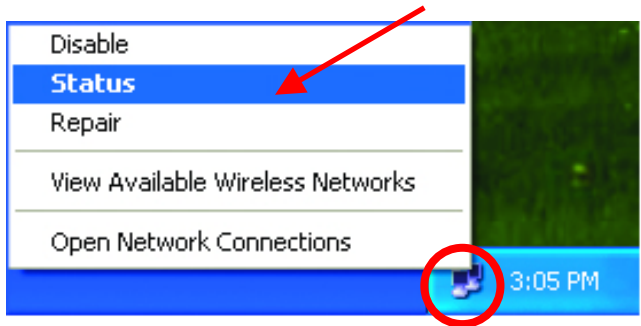 Disable
Status
Repair
View Available Wireless Networks
Open Network Connections
3:05 PM